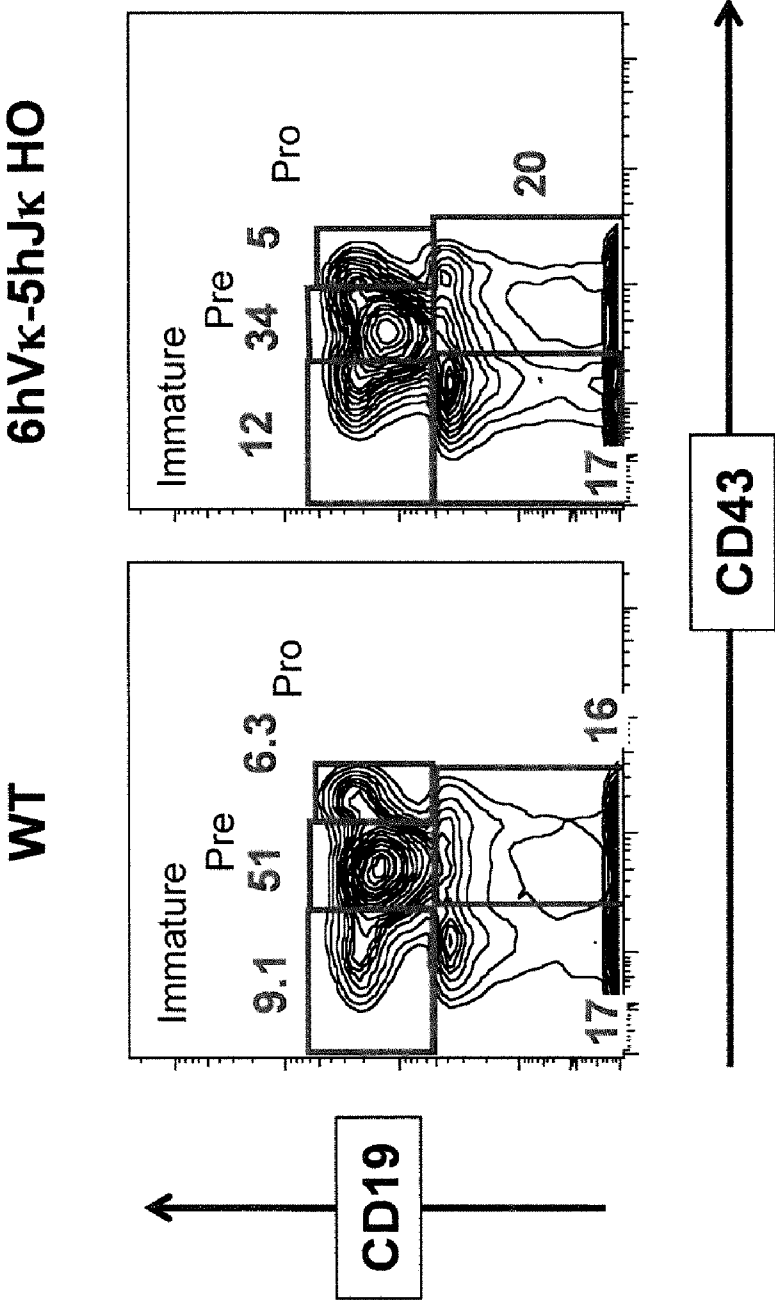 WT
6hVκ-5hJκ HO
Immature
Pre
Pro
9.1
51
6.3
17
16
Immature
Pre
Pro
12
34
5
17
20
CD19
CD43